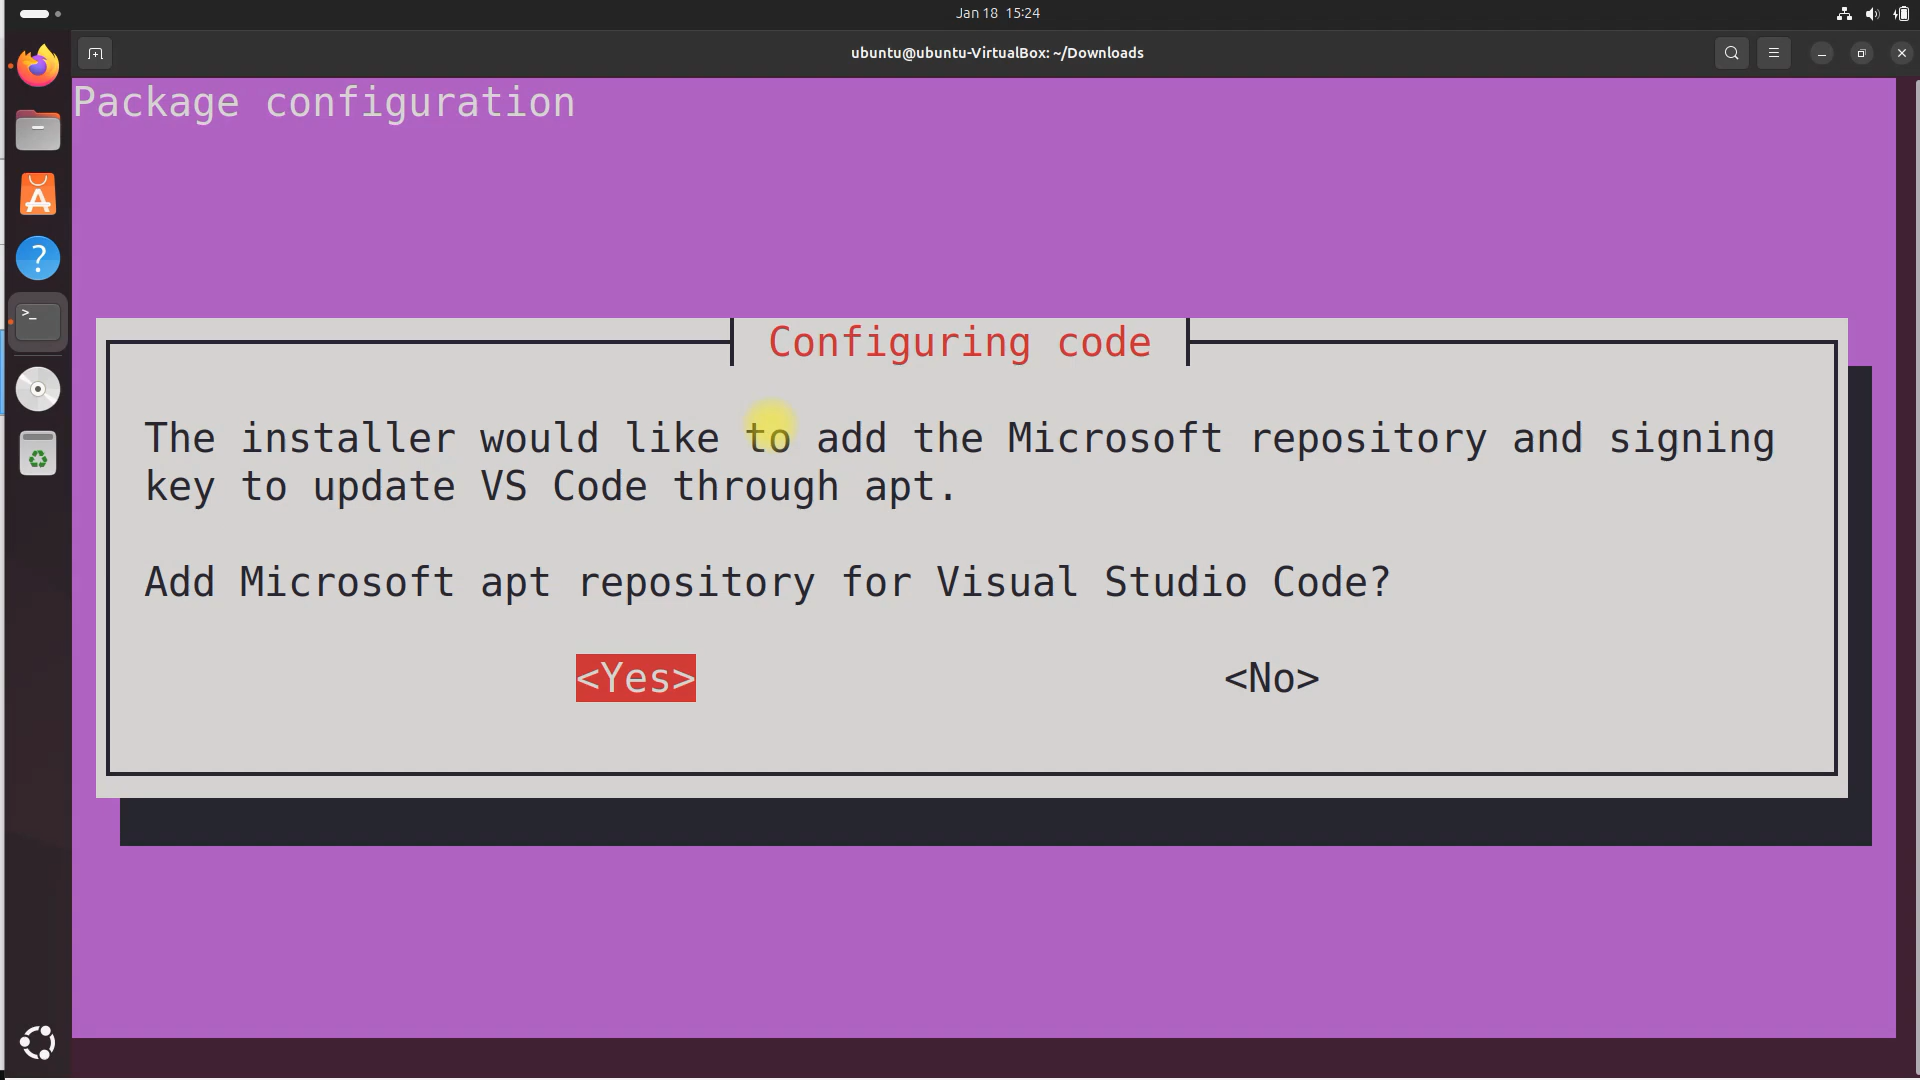 Jan 18 15:24
ubuntu@ubuntu-VirtualBox: ~/Downloads
Package configuration
Configuring code
The installer would like to add the Microsoft repository and signing
key to update VS Code through apt.
Add Microsoft apt repository for Visual Studio Code?
<Yes> <No>